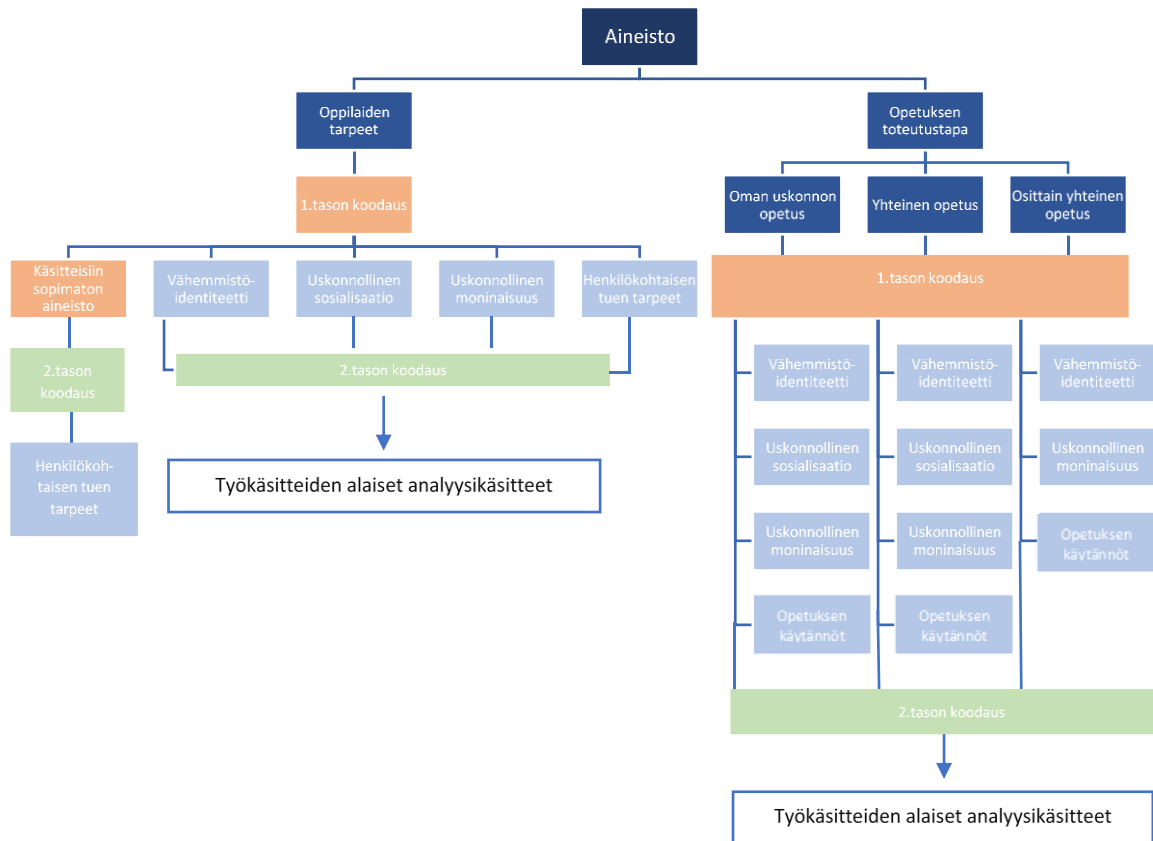 Aineisto
Oppilaiden
tarpeet
Opetuksen
toteutustapa
1.tason koodaus
Oman uskonnon
opetus
Yhteinen opetus
Osittain yhteinen
opetus
Käsitteisiin
sopimaton
aineisto
Vähemmistö-
identiteetti
Uskonnollinen
sosialisaatio
Uskonnollinen
moninaisuus
Henkilökohtaisen
tuen tarpeet
1.tason koodaus
2.tason
koodaus
2.tason koodaus
Henkilökoh-
taisen tuen
tarpeet
Työkäsitteiden alaiset analyysikäsitteet
Vähemmistö-
identiteetti
Uskonnollinen
sosialisaatio
Uskonnollinen
moninaisuus
Opetuksen
käytännöt
Vähemmistö-
identiteetti
Uskonnollinen
sosialisaatio
Uskonnollinen
moninaisuus
Opetuksen
käytännöt
Vähemmistö-
identiteetti
Uskonnollinen
moninaisuus
Opetuksen
käytännöt
2.tason koodaus
Työkäsitteiden alaiset analyysikäsitteet